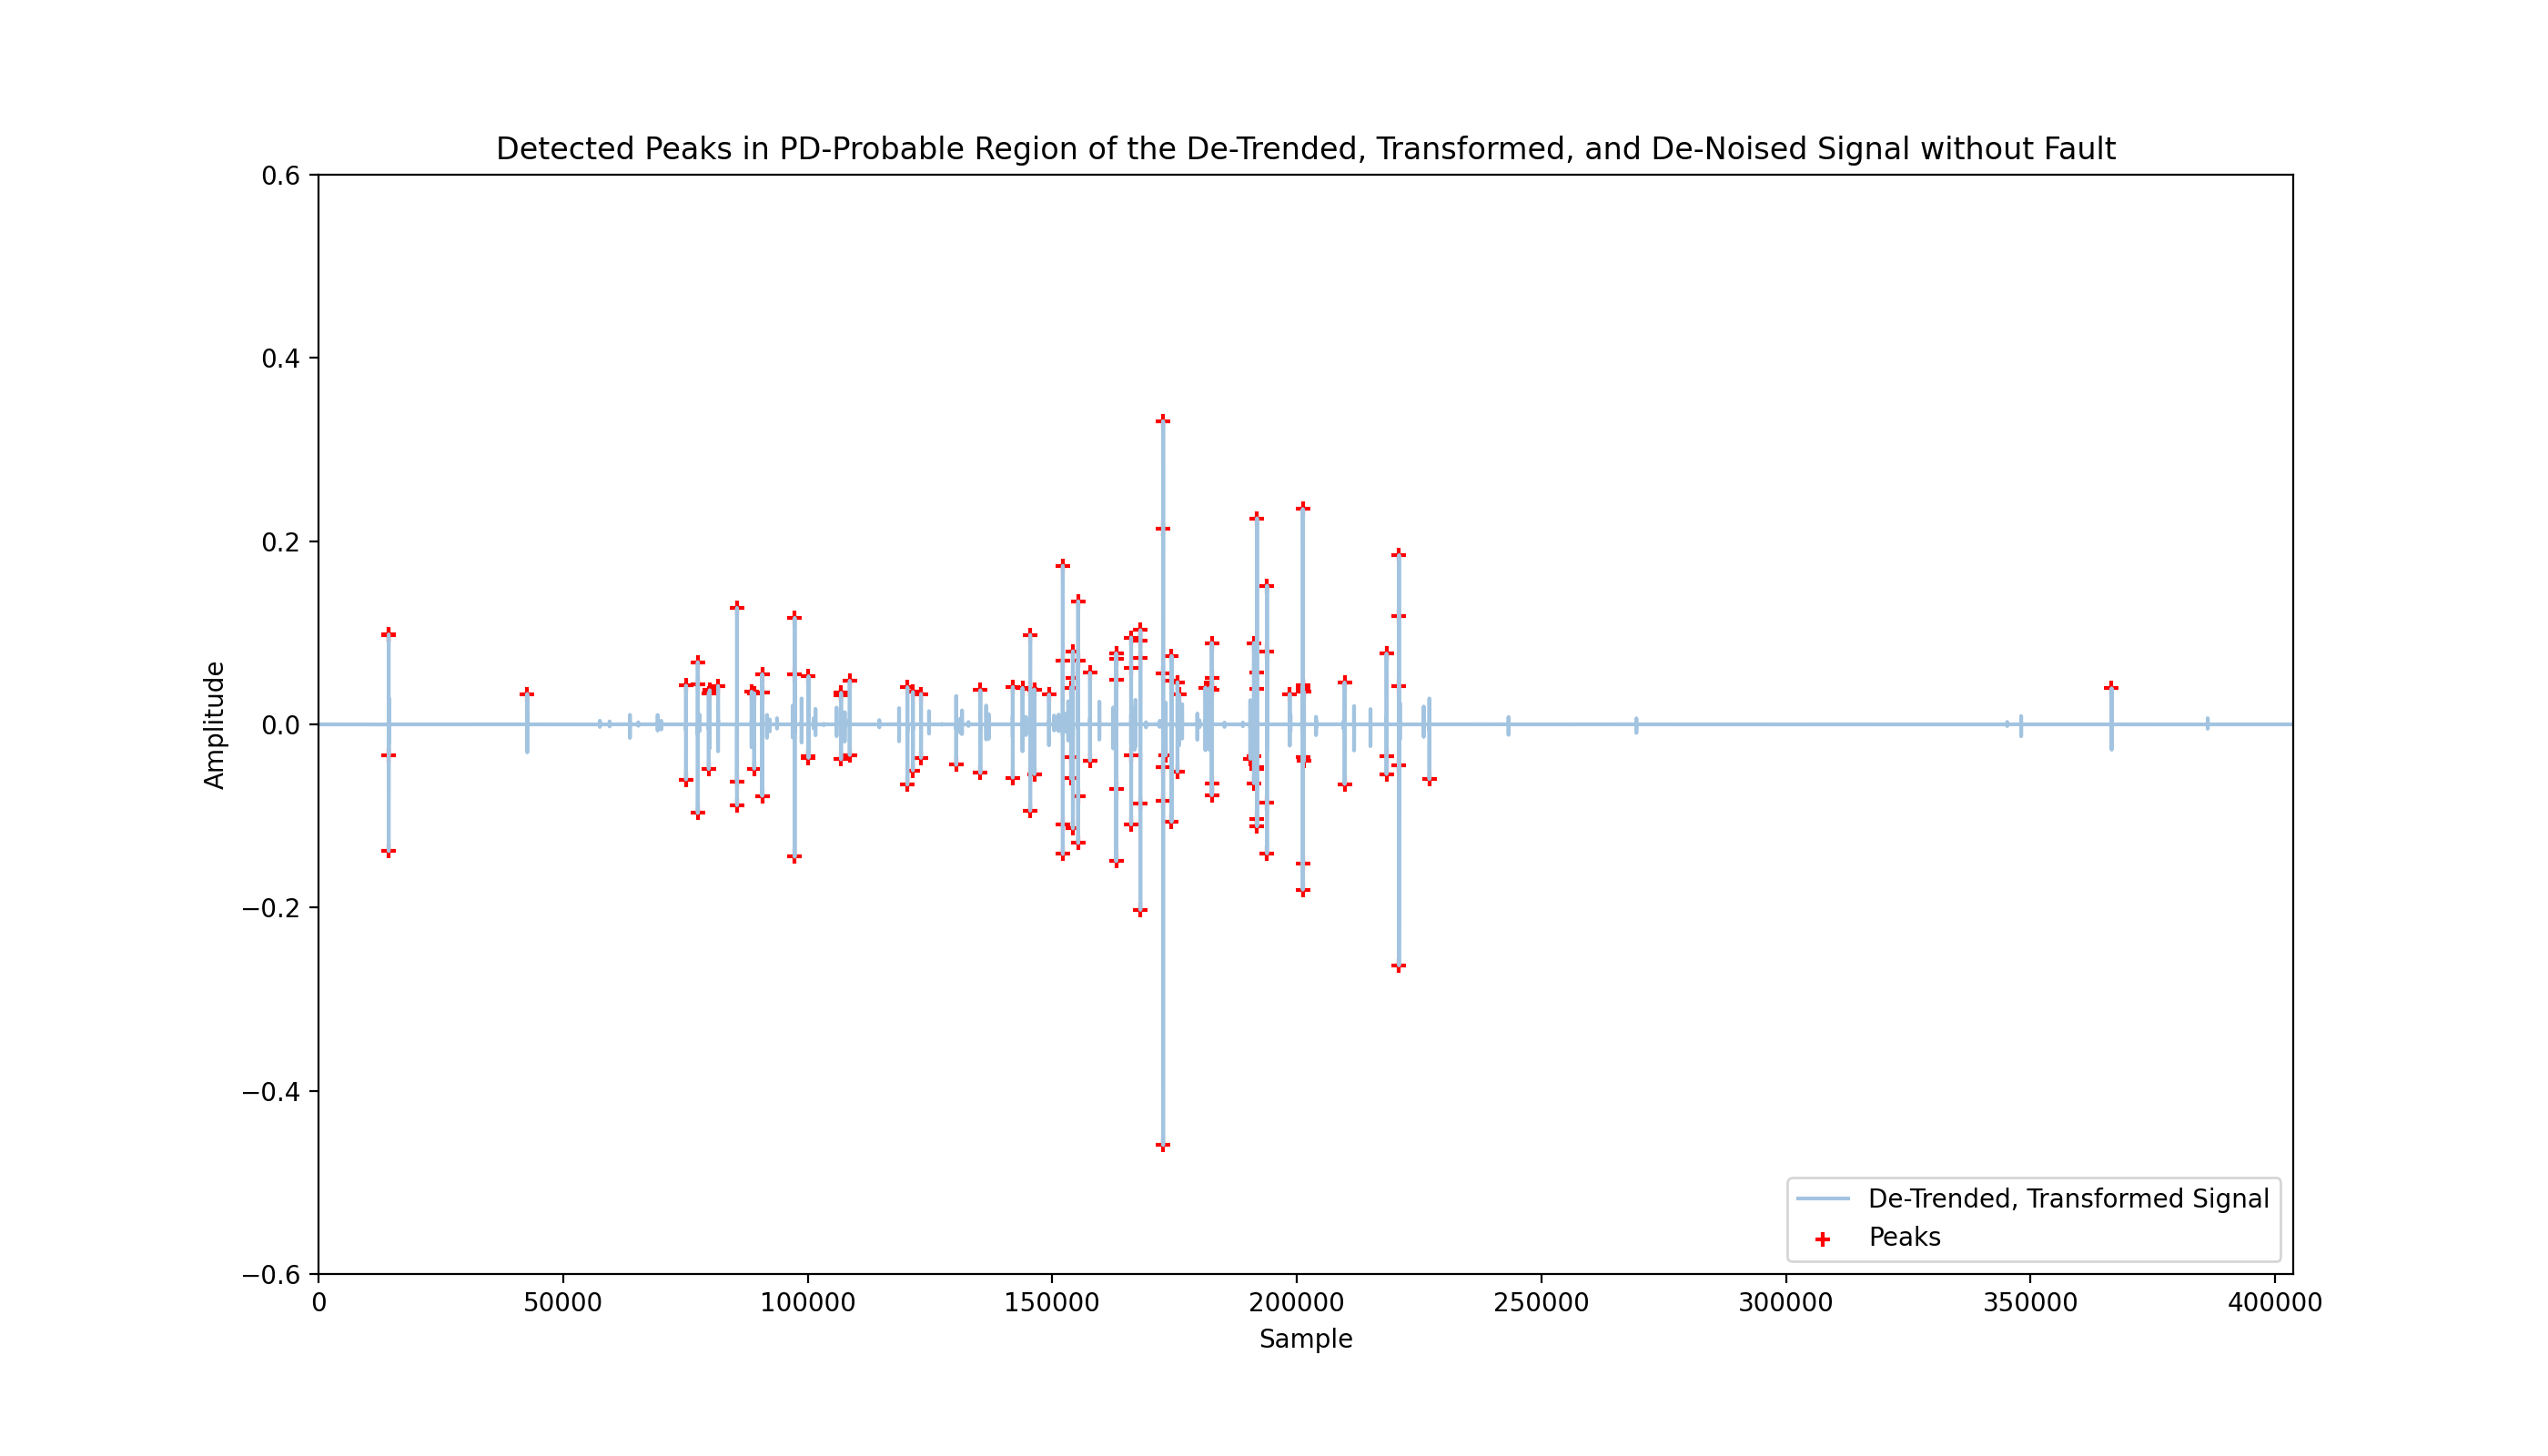 Detected Peaks in PD-Probable Region of the De-Trended, Transformed, and De-Noised Signal without Fault
0.6
0.4
0.2
0.0
−0.2
−0.4
−0.6
Amplitude
0 50000 100000 150000 200000 250000 300000 350000 400000
Sample
De-Trended, Transformed Signal
Peaks